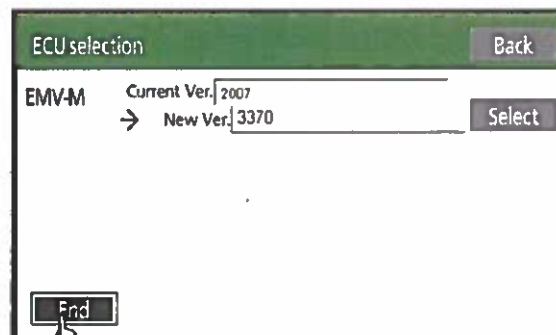 ECU selection Back
EMV-M Current Ver. 2007
→ New Ver. 3370 Select
End